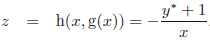 z = h(x, g(x)) = − (y* + 1) / x